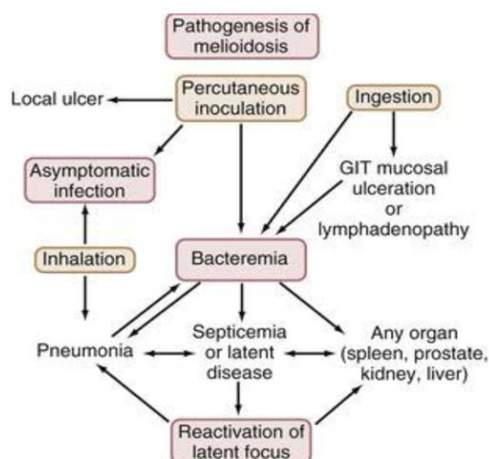 Pathogenesis of
melioidosis
Local ulcer
Percutaneous
inoculation
Ingestion
Asymptomatic
infection
GIT mucosal
ulceration
or
lymphadenopathy
Inhalation
Bacteremia
Pneumonia
Septicemia
or latent
disease
Any organ
(spleen, prostate,
kidney, liver)
Reactivation of
latent focus